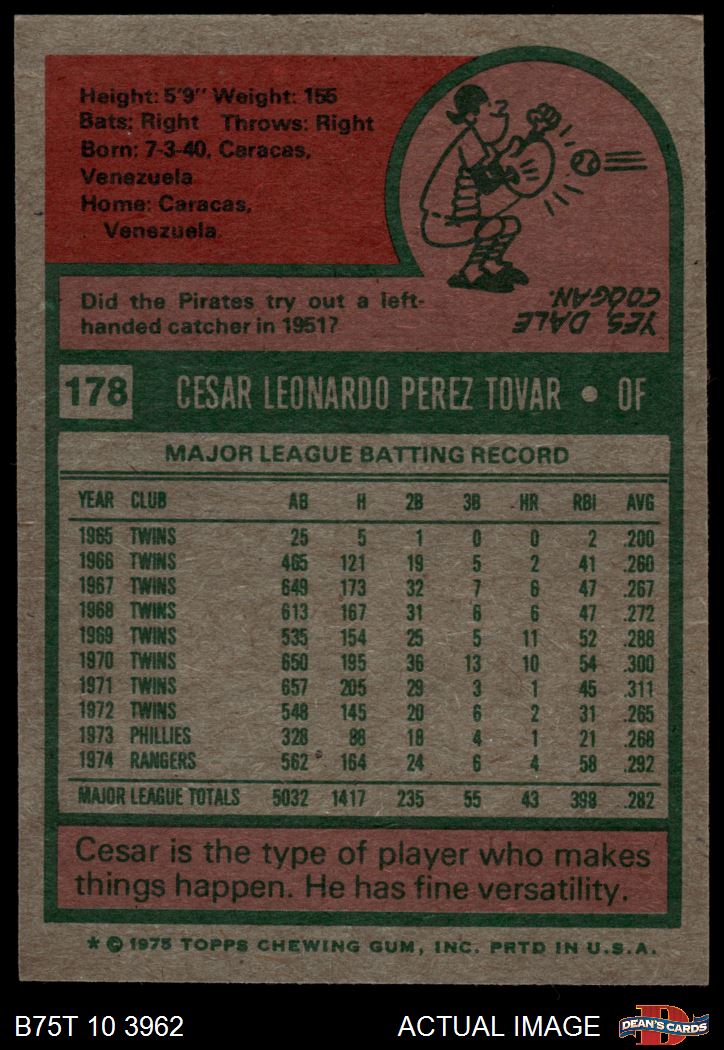 Height: 5'9" Weight: 155
Bats: Right Throws: Right
Born: 7-3-40, Caracas,
Venezuela
Home: Caracas,
Venezuela.
Did the Pirates try out a left-
handed catcher in 1951?
YES, DALE
COOGAN.
178 CESAR LEONARDO PEREZ TOVAR • OF
MAJOR LEAGUE BATTING RECORD
YEAR CLUB AB H 2B 3B HR RBI AVG
1965 TWINS 25 5 1 0 0 2 .200
1966 TWINS 465 121 19 5 2 41 .260
1967 TWINS 649 173 32 7 6 47 .267
1968 TWINS 613 167 31 6 6 47 .272
1969 TWINS 535 154 25 5 11 52 .288
1970 TWINS 650 195 36 13 10 54 .300
1971 TWINS 657 205 29 3 1 45 .311
1972 TWINS 548 145 20 6 2 31 .265
1973 PHILLIES 328 88 18 4 1 21 .268
1974 RANGERS 562 164 24 6 4 58 .292
MAJOR LEAGUE TOTALS 5032 1417 235 55 43 398 .282
Cesar is the type of player who makes
things happen. He has fine versatility.
* © 1975 TOPPS CHEWING GUM, INC. PRTD IN U.S.A.
B75T 10 3962 ACTUAL IMAGE D DEAN'S CARDS